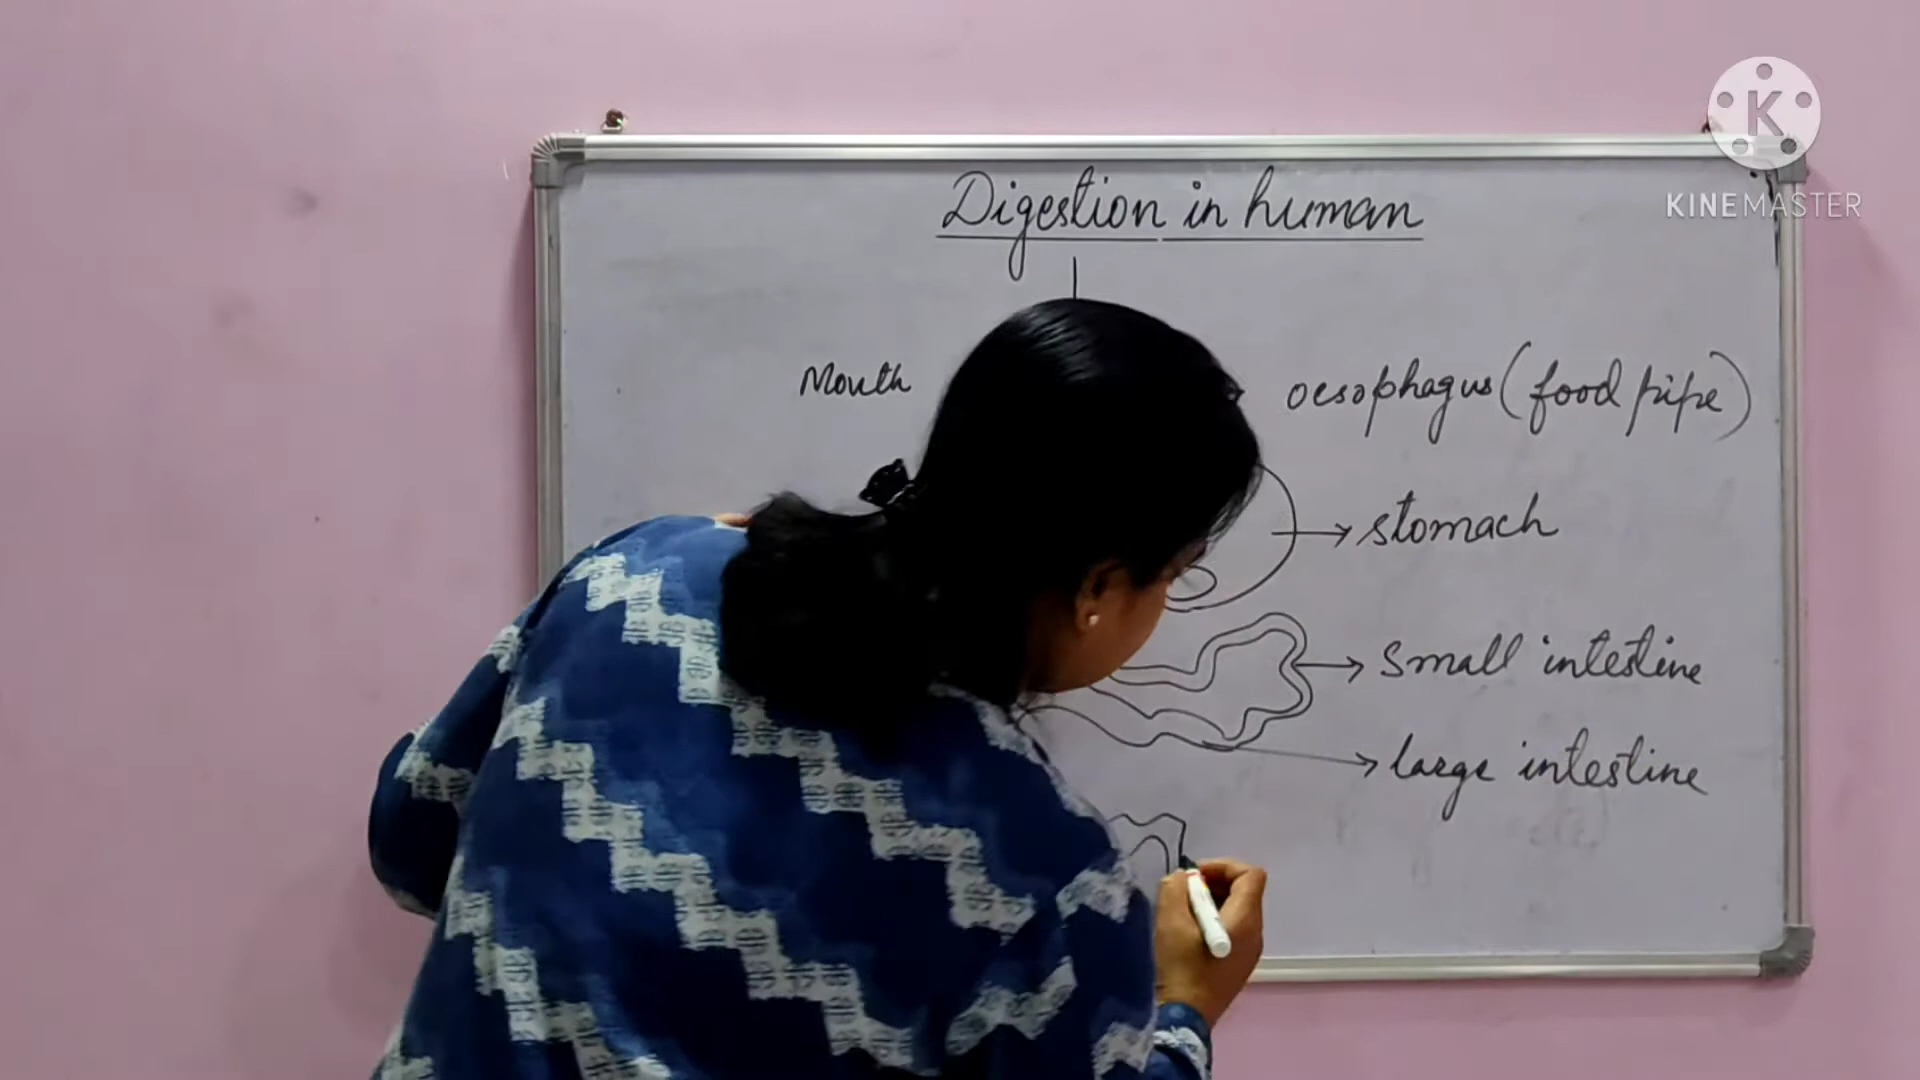 K
KINEMASTER
Digestion in human
Mouth
oesophagus (food pipe)
stomach
small intestine
large intestine